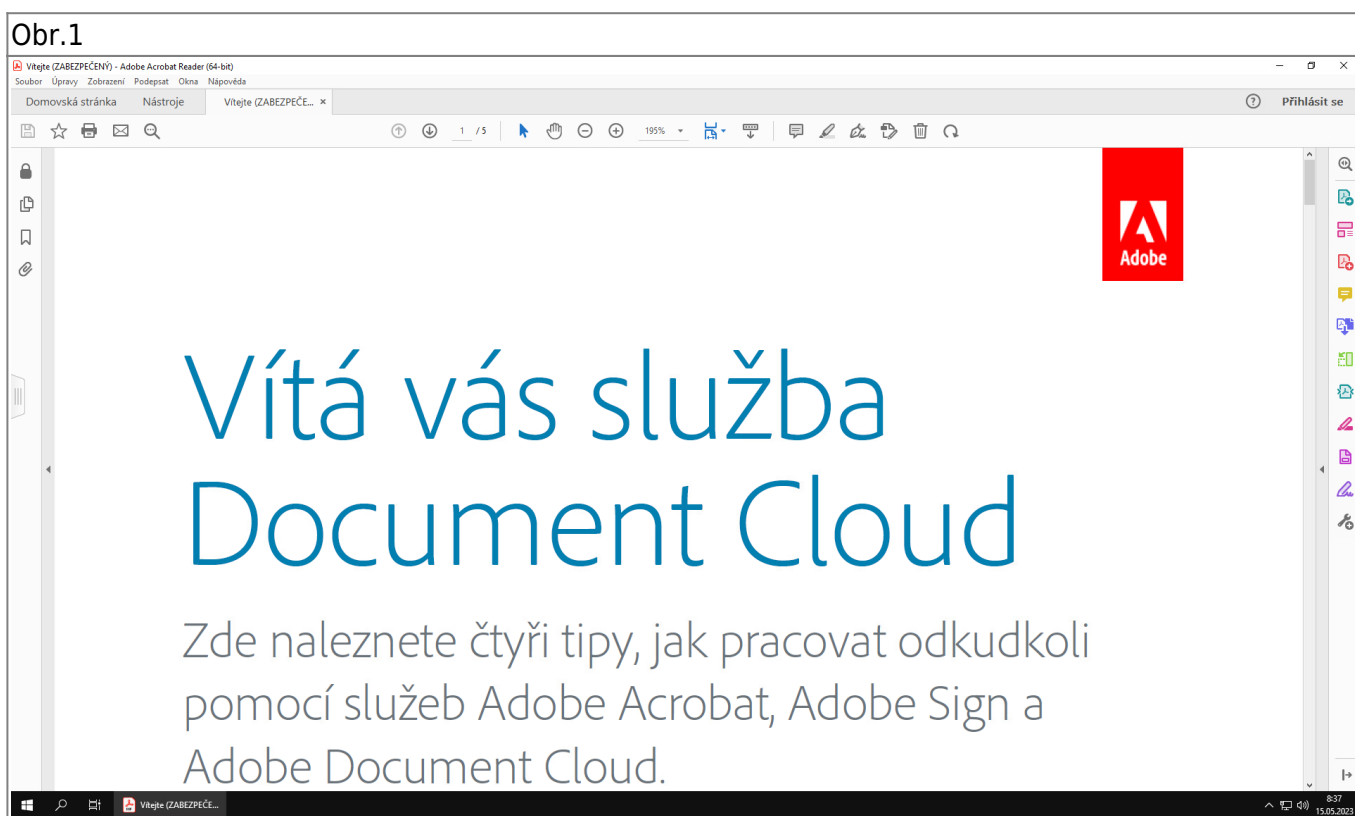 Obr.1
Vítejte (ZABEZPEČENÝ) - Adobe Acrobat Reader (64-bit)
Soubor Úpravy Zobrazení Podepsat Okna Nápověda
Domovská stránka Nástroje Vítejte (ZABEZPEČE... × ? Přihlásit se
1 / 5 195%
Adobe
Vítá vás služba
Document Cloud
Zde naleznete čtyři tipy, jak pracovat odkudkoli
pomocí služeb Adobe Acrobat, Adobe Sign a
Adobe Document Cloud.
Vítejte (ZABEZPEČE... 8:37
15.05.2023